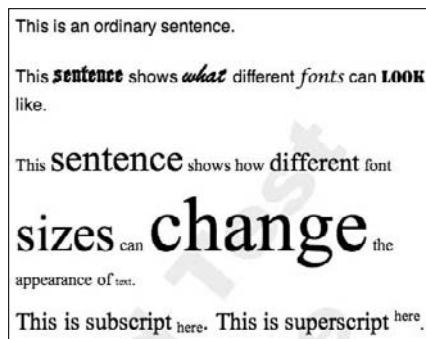 This is an ordinary sentence.
This sentence shows what different fonts can LOOK
like.
This sentence shows how different font
sizes can change the
appearance of text.
This is subscript here. This is superscript here.
Test